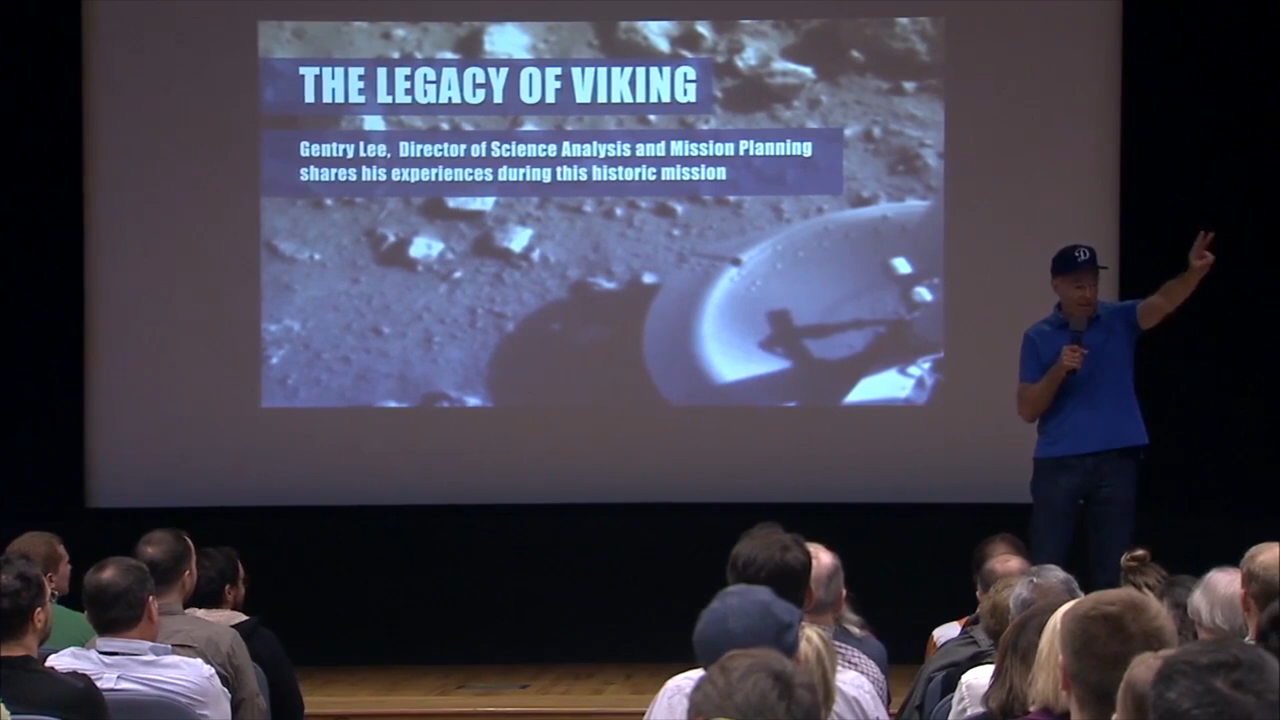 THE LEGACY OF VIKING
Gentry Lee, Director of Science Analysis and Mission Planning
shares his experiences during this historic mission
D